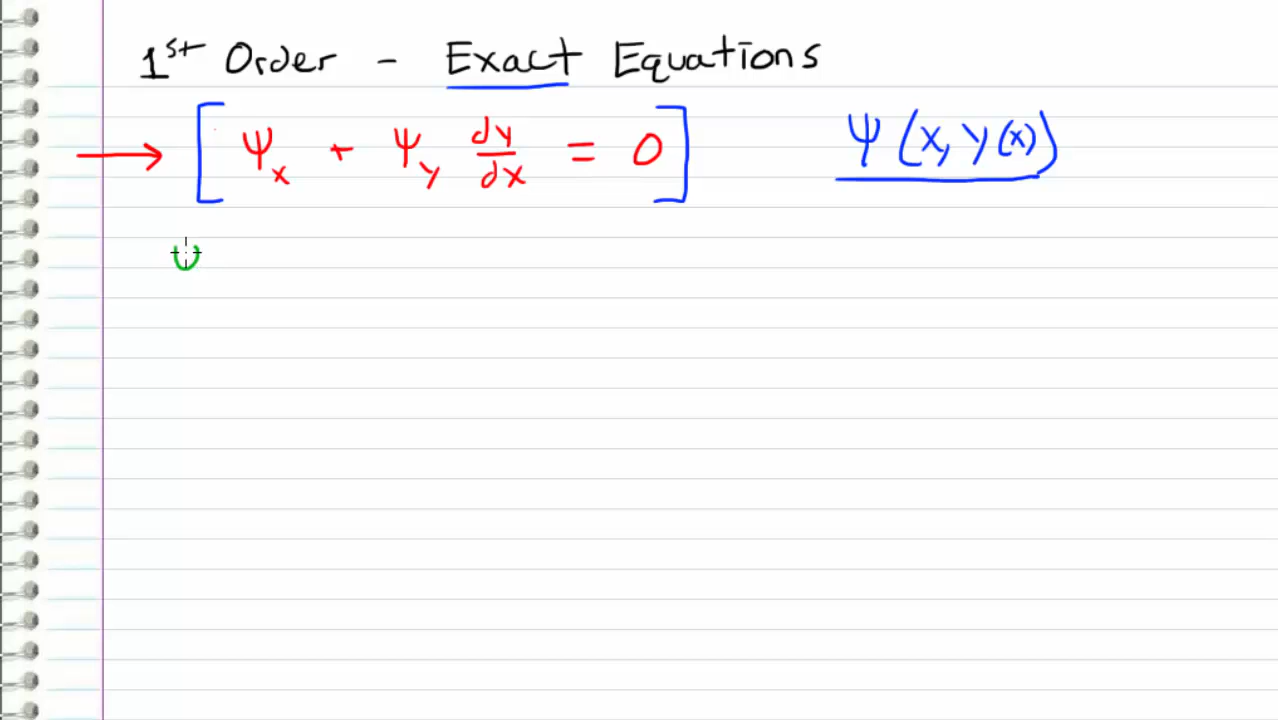 1st Order - Exact Equations
→ [ Ψx + Ψy dy/dx = 0 ] Ψ(x, y(x))